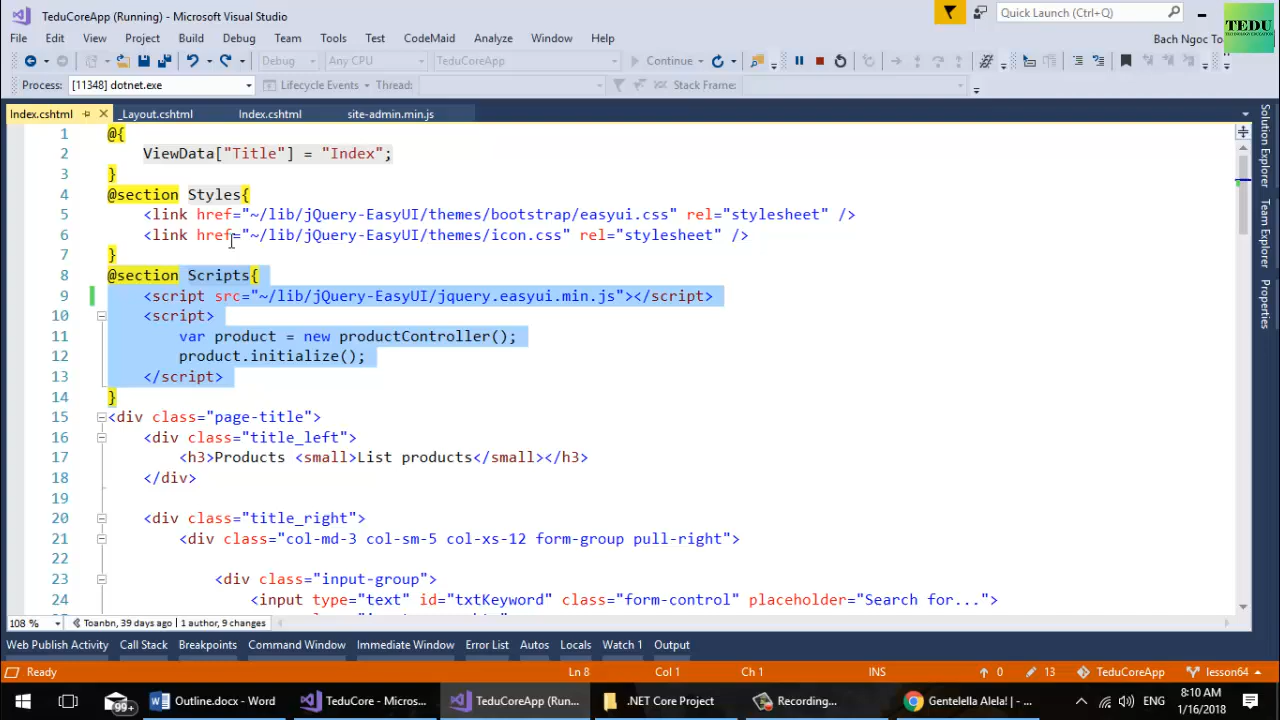 TeduCoreApp (Running) - Microsoft Visual Studio
Quick Launch (Ctrl+Q)
TEDU
File Edit View Project Build Debug Team Tools Test CodeMaid Analyze Window Help
Bach Ngoc To
Debug Any CPU TeduCoreApp Continue
Process: [11348] dotnet.exe Lifecycle Events Thread: Stack Frame:
Index.cshtml _Layout.cshtml Index.cshtml site-admin.min.js
1 @{
2 ViewData["Title"] = "Index";
3 }
4 @section Styles{
5 <link href="~/lib/jQuery-EasyUI/themes/bootstrap/easyui.css" rel="stylesheet" />
6 <link href="~/lib/jQuery-EasyUI/themes/icon.css" rel="stylesheet" />
7 }
8 @section Scripts{
9 <script src="~/lib/jQuery-EasyUI/jquery.easyui.min.js"></script>
10 <script>
11 var product = new productController();
12 product.initialize();
13 </script>
14 }
15 <div class="page-title">
16 <div class="title_left">
17 <h3>Products <small>List products</small></h3>
18 </div>
19
20 <div class="title_right">
21 <div class="col-md-3 col-sm-5 col-xs-12 form-group pull-right">
22
23 <div class="input-group">
24 <input type="text" id="txtKeyword" class="form-control" placeholder="Search for...">
Solution Explorer
Team Explorer
Properties
108 % Toanbn, 39 days ago | 1 author, 9 changes
Web Publish Activity Call Stack Breakpoints Command Window Immediate Window Error List Autos Locals Watch 1 Output
Ready Ln 8 Col 1 Ch 1 INS 0 13 TeduCoreApp lesson64
99+ Outline.docx - Word TeduCore - Micros... TeduCoreApp (Run... .NET Core Project Recording... Gentelella Alela! | -... ENG 8:10 AM
1/16/2018